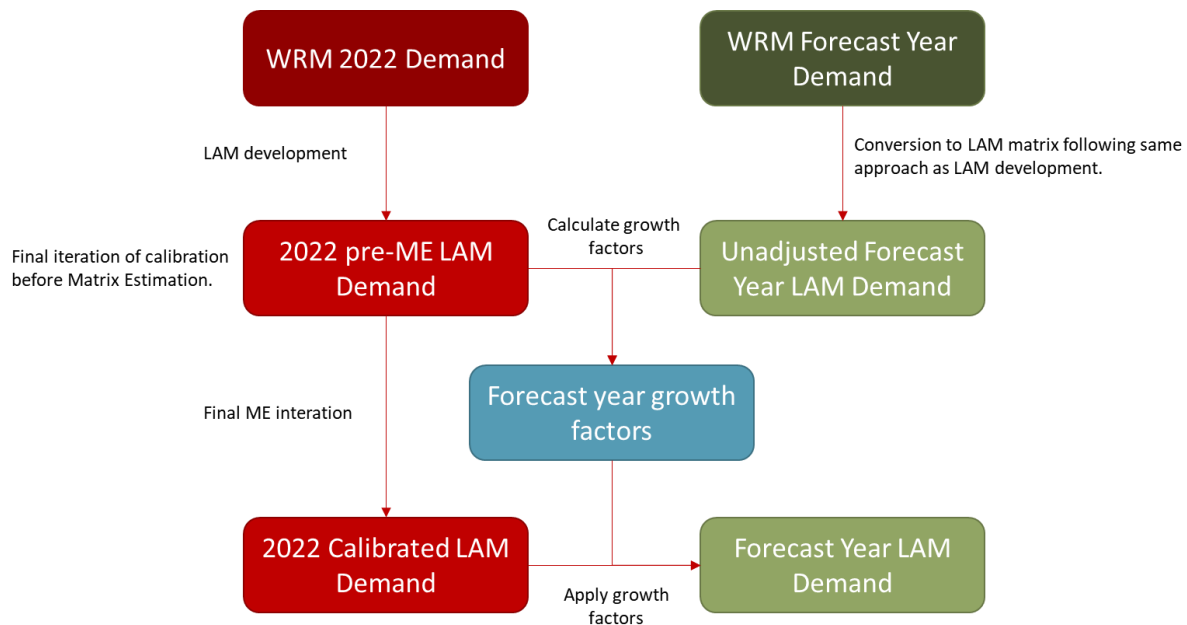 WRM 2022 Demand
WRM Forecast Year
Demand
LAM development
Conversion to LAM matrix following same
approach as LAM development.
Final iteration of calibration
before Matrix Estimation.
2022 pre-ME LAM
Demand
Calculate growth
factors
Unadjusted Forecast
Year LAM Demand
Forecast year growth
factors
Final ME interation
2022 Calibrated LAM
Demand
Apply growth
factors
Forecast Year LAM
Demand